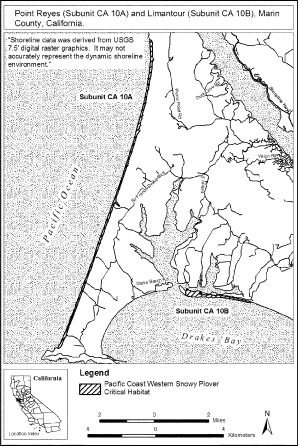 Point Reyes (Subunit CA 10A) and Limantour (Subunit CA 10B), Marin
County, California.
"Shoreline data was derived from USGS
7.5' digital raster graphics. It may not
accurately represent the dynamic shoreline
environment."
Subunit CA 10A
Pacific Ocean
Subunit CA 10B
Drakes Bay
California
Location Index
Legend
Pacific Coast Western Snowy Plover
Critical Habitat
2 0 2
Miles
4 2 0 4
Kilometers
N